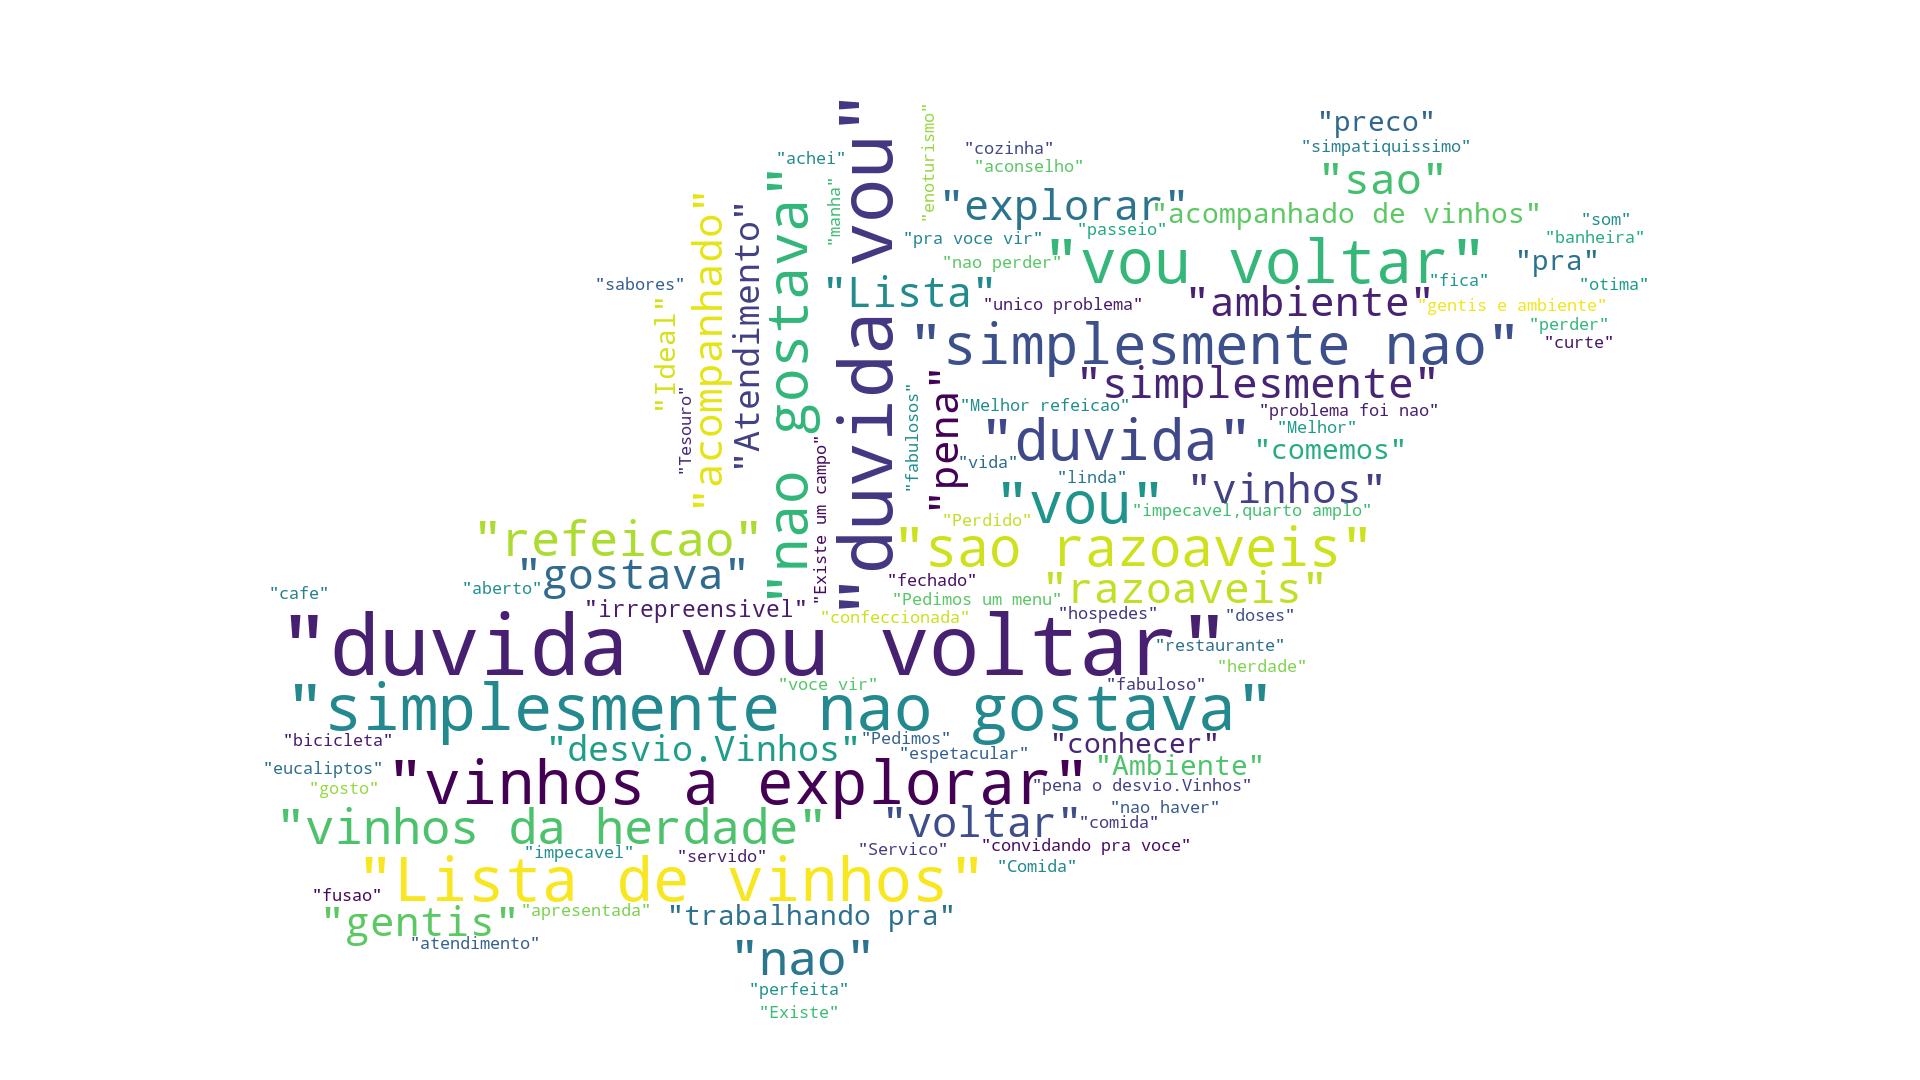 "preco"
"enoturismo"
"simpatiquissimo"
"cozinha"
"achei"
"aconselho"
"duvida vou"
"sao"
"manha"
"explorar"
"acompanhado de vinhos"
"som"
"passeio"
"banheira"
"pra voce vir"
"nao gostava"
"acompanhado"
"Atendimento"
"vou voltar"
"pra"
"nao perder"
"fica"
"sabores"
"otima"
"Lista"
"unico problema"
"ambiente"
"gentis e ambiente"
"perder"
"curte"
"simplesmente nao"
"Ideal"
"simplesmente"
"Tesouro"
"fabulosos"
"pena"
"Melhor refeicao"
"problema foi nao"
"Melhor"
"duvida"
"comemos"
"Existe um campo"
"vida"
"linda"
"vinhos"
"vou"
"impecavel,quarto amplo"
"Perdido"
"refeicao"
"sao razoaveis"
"gostava"
"fechado"
"razoaveis"
"aberto"
"cafe"
"Pedimos um menu"
"irrepreensivel"
"confeccionada"
"hospedes"
"doses"
"duvida vou voltar"
"restaurante"
"herdade"
"voce vir"
"fabuloso"
"simplesmente nao gostava"
"bicicleta"
"desvio.Vinhos"
"Pedimos"
"espetacular"
"conhecer"
"eucaliptos"
"Ambiente"
"gosto"
"vinhos a explorar"
"pena o desvio.Vinhos"
"nao haver"
"vinhos da herdade"
"voltar"
"comida"
"impecavel"
"servido"
"Servico"
"convidando pra voce"
"Comida"
"Lista de vinhos"
"fusao"
"gentis"
"apresentada"
"trabalhando pra"
"atendimento"
"nao"
"perfeita"
"Existe"